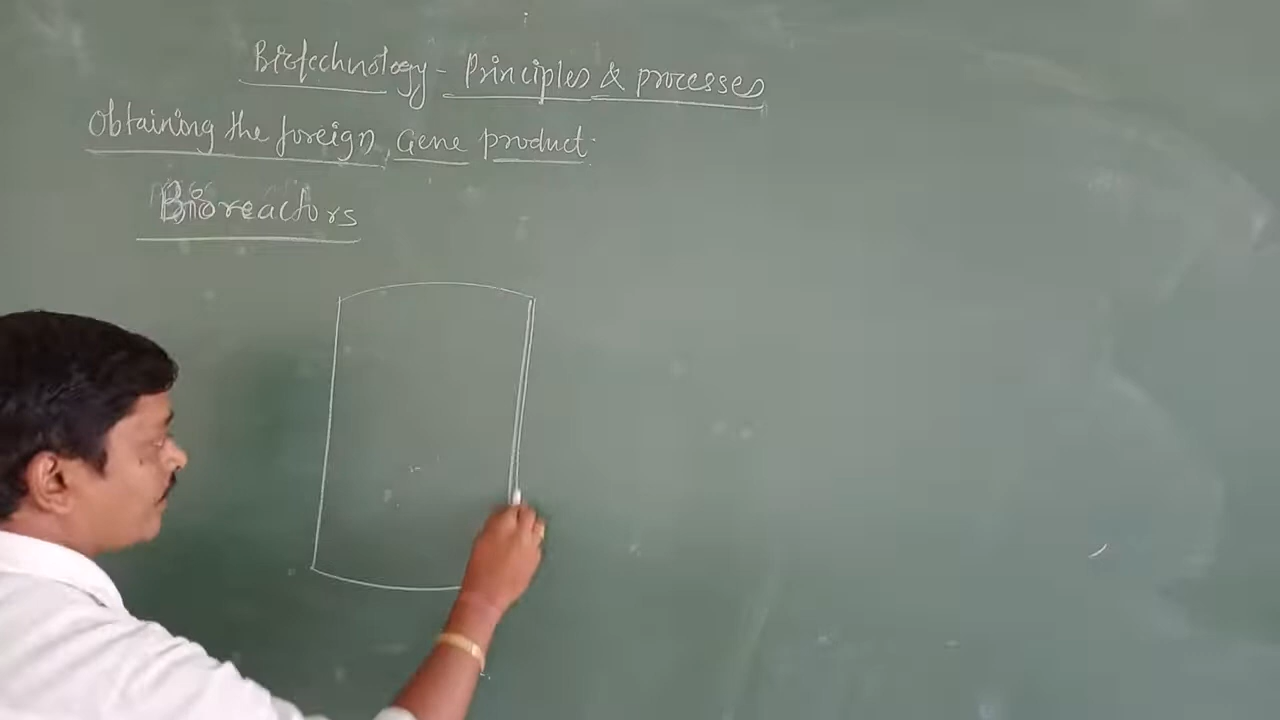 Biotechnology - Principles & processes
Obtaining the foreign Gene product.
Bioreactors